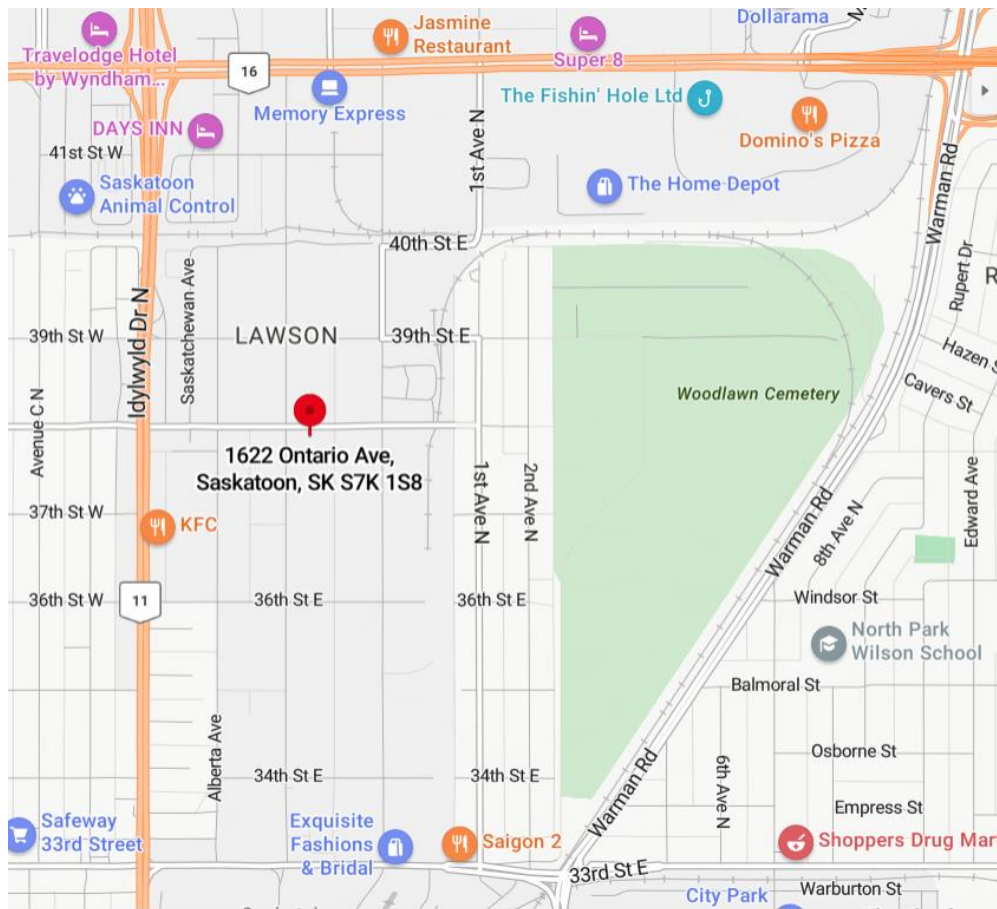 Jasmine
Restaurant
Dollarama
Travelodge Hotel
by Wyndham...
16
Super 8
Memory Express
The Fishin' Hole Ltd
Domino's Pizza
DAYS INN
41st St W
1st Ave N
Warman Rd
Saskatoon
Animal Control
The Home Depot
40th St E
Rupert Dr
R
Saskatchewan Ave
Idylwyld Dr N
39th St W
LAWSON
39th St E
Hazen S
Cavers St
Woodlawn Cemetery
Avenue C N
1622 Ontario Ave,
Saskatoon, SK S7K 1S8
1st Ave N
2nd Ave N
Edward Ave
37th St W
KFC
Warman Rd
8th Ave N
36th St W
11
36th St E
36th St E
Windsor St
North Park
Wilson School
Balmoral St
Alberta Ave
Osborne St
34th St E
34th St E
6th Ave N
Warman Rd
Empress St
Safeway
33rd Street
Exquisite
Fashions
& Bridal
Saigon 2
Shoppers Drug Mar
33rd St E
City Park
Warburton St